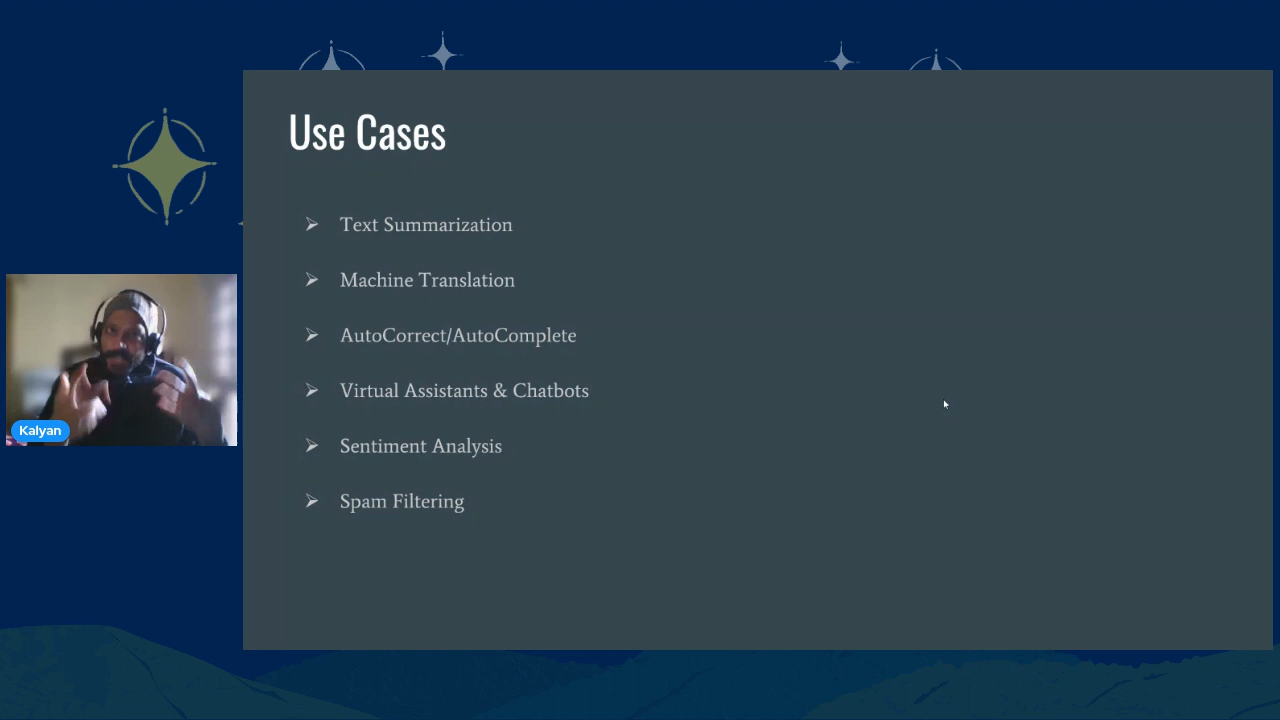 Use Cases
Text Summarization
Machine Translation
AutoCorrect/AutoComplete
Virtual Assistants & Chatbots
Sentiment Analysis
Spam Filtering
Kalyan